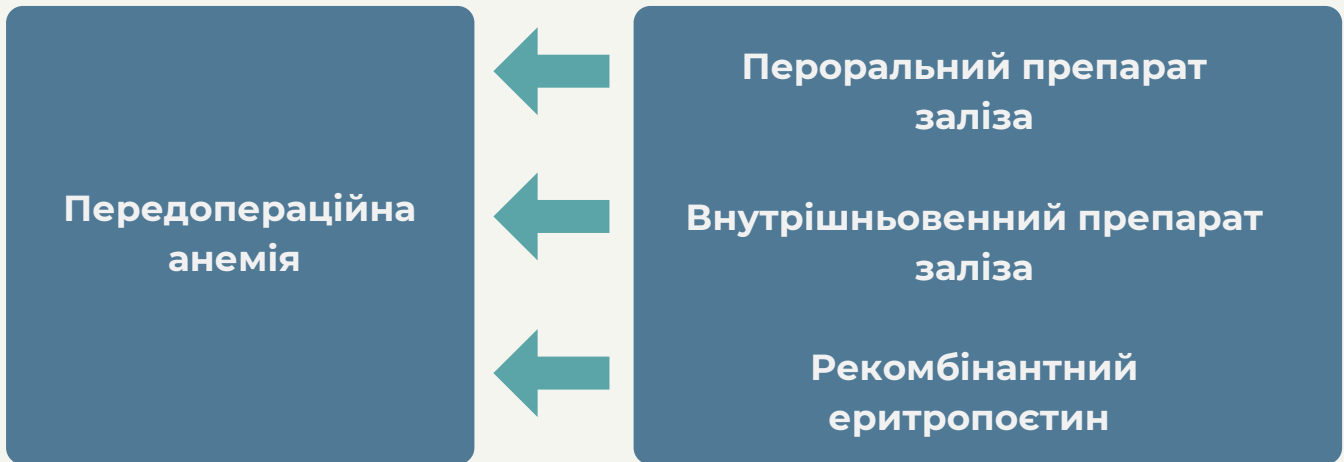 Передопераційна
анемія
Пероральний препарат
заліза
Внутрішньовенний препарат
заліза
Рекомбінантний
еритропоєтин